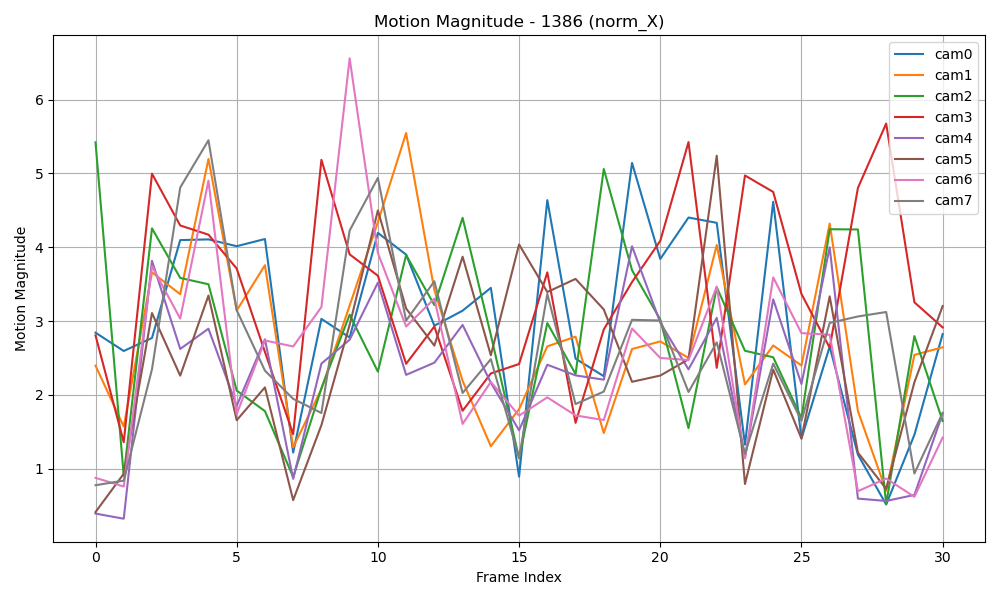 Motion Magnitude - 1386 (norm_X)
cam0
cam1
cam2
cam3
cam4
cam5
cam6
cam7
Motion Magnitude
6
5
4
3
2
1
0
5
10
15
20
25
30
Frame Index